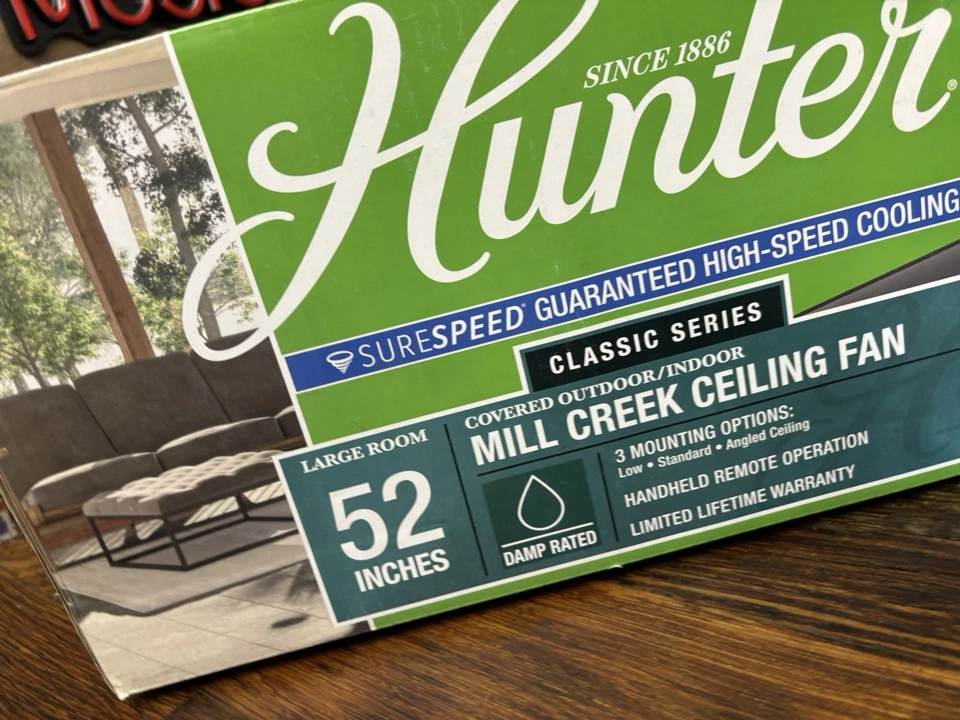 SINCE 1886
Hunter®
SURESPEED® GUARANTEED HIGH-SPEED COOLING
CLASSIC SERIES
COVERED OUTDOOR/INDOOR
MILL CREEK CEILING FAN
LARGE ROOM
52
INCHES
DAMP RATED
3 MOUNTING OPTIONS:
Low • Standard • Angled Ceiling
HANDHELD REMOTE OPERATION
LIMITED LIFETIME WARRANTY